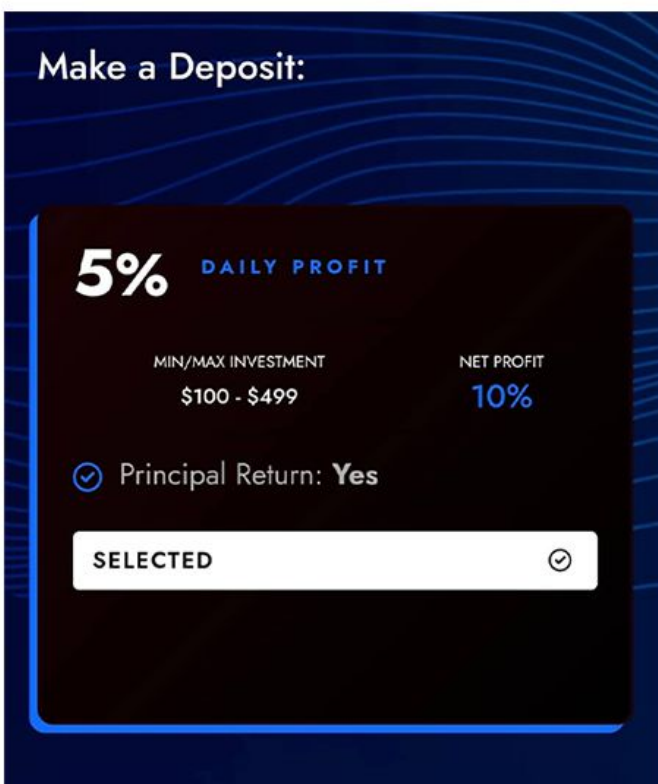 Make a Deposit:
5% DAILY PROFIT
MIN/MAX INVESTMENT
$100 - $499
NET PROFIT
10%
Principal Return: Yes
SELECTED